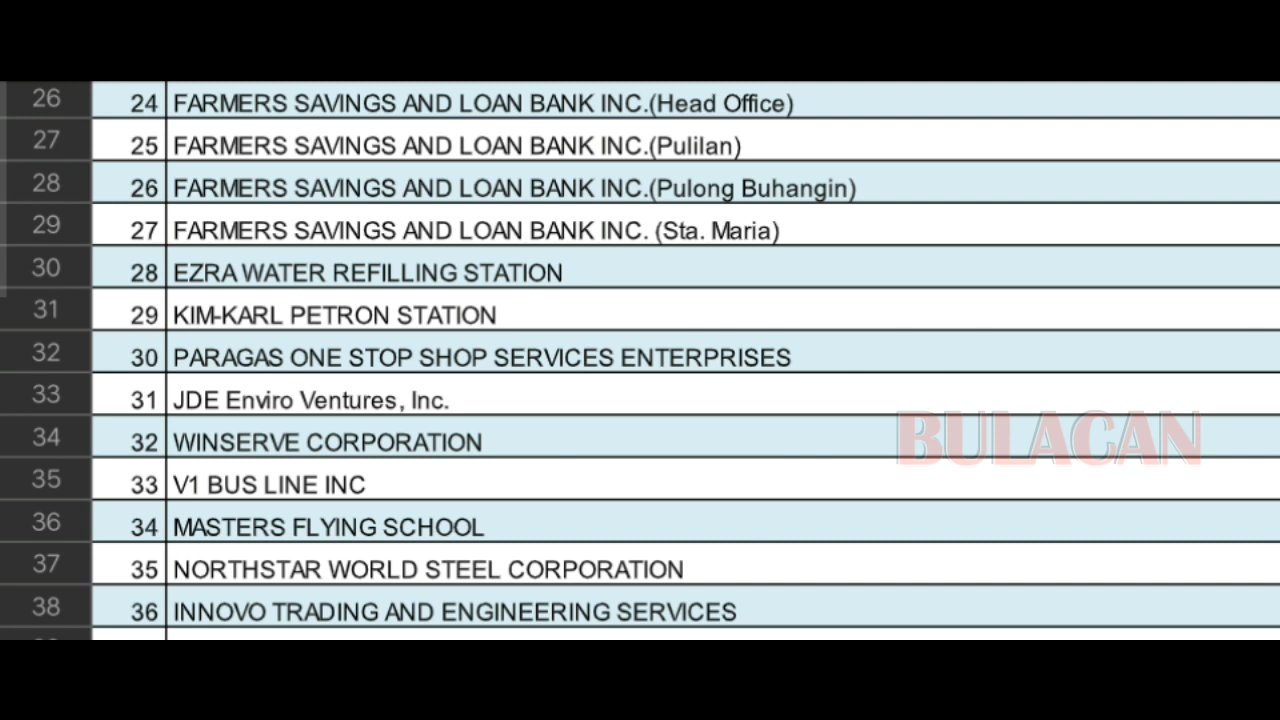 26 24 FARMERS SAVINGS AND LOAN BANK INC.(Head Office)
27 25 FARMERS SAVINGS AND LOAN BANK INC.(Pulilan)
28 26 FARMERS SAVINGS AND LOAN BANK INC.(Pulong Buhangin)
29 27 FARMERS SAVINGS AND LOAN BANK INC. (Sta. Maria)
30 28 EZRA WATER REFILLING STATION
31 29 KIM-KARL PETRON STATION
32 30 PARAGAS ONE STOP SHOP SERVICES ENTERPRISES
33 31 JDE Enviro Ventures, Inc.
34 32 WINSERVE CORPORATION
BULACAN
35 33 V1 BUS LINE INC
36 34 MASTERS FLYING SCHOOL
37 35 NORTHSTAR WORLD STEEL CORPORATION
38 36 INNOVO TRADING AND ENGINEERING SERVICES